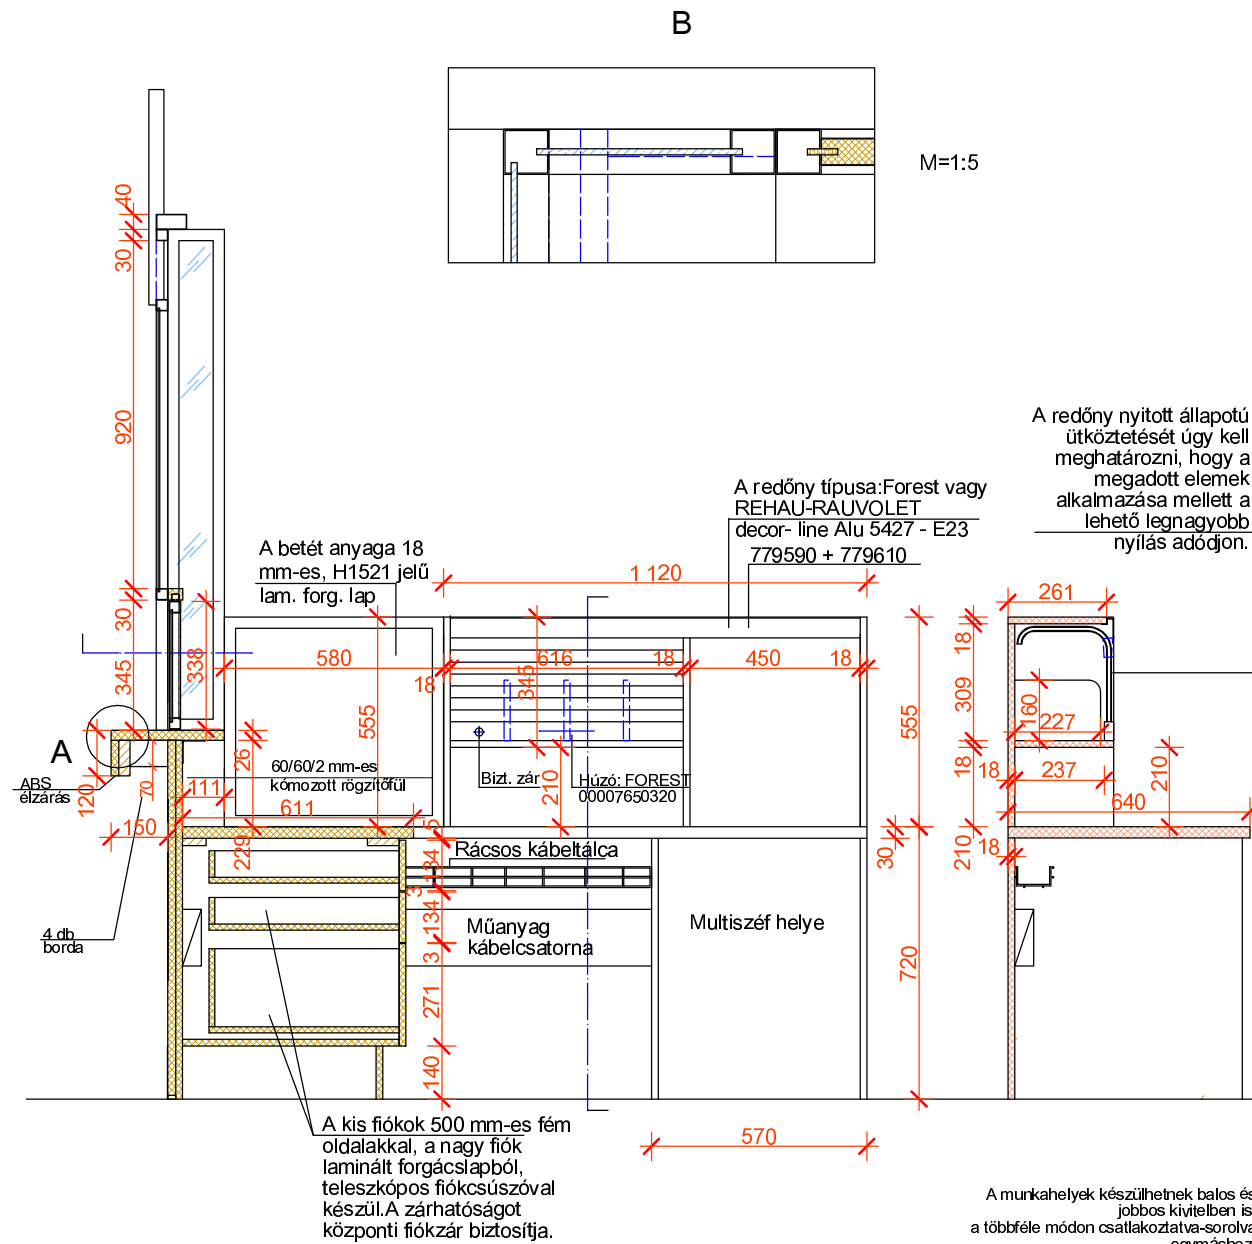 B
M=1:5
40
30
920
30
345
338
A redőny nyitott állapotú
ütköztetését úgy kell
meghatározni, hogy a
megadott elemek
alkalmazása mellett a
lehető legnagyobb
nyílás adódjon.
A redőny típusa:Forest vagy
REHAU-RAUVOLET
decor- line Alu 5427 - E23
779590 + 779610
A betét anyaga 18
mm-es, H1521 jelű
lam. forg. lap
1 120
261
580
18
616
18
450
18
345
555
555
18
309
160
227
18
18
237
210
640
210
18
A
ABS
élzárás
120
70
150
111
26
611
229
60/60/2 mm-es
kómozott rögzítőfül
Bizt. zár
210
Húzó: FOREST
00007650320
5
134
3
134
3
271
140
Rácsos kábeltálca
Műanyag
kábelcsatorna
Multiszéf helye
30
720
4 db
borda
570
A kis fiókok 500 mm-es fém
oldalakkal, a nagy fiók
laminált forgácslapból,
teleszkópos fiókcsúszóval
készül.A zárhatóságot
központi fiókzár biztosítja.
A munkahelyek készülhetnek balos és
jobbos kivitelben is
a többféle módon csatlakoztatva-sorolva